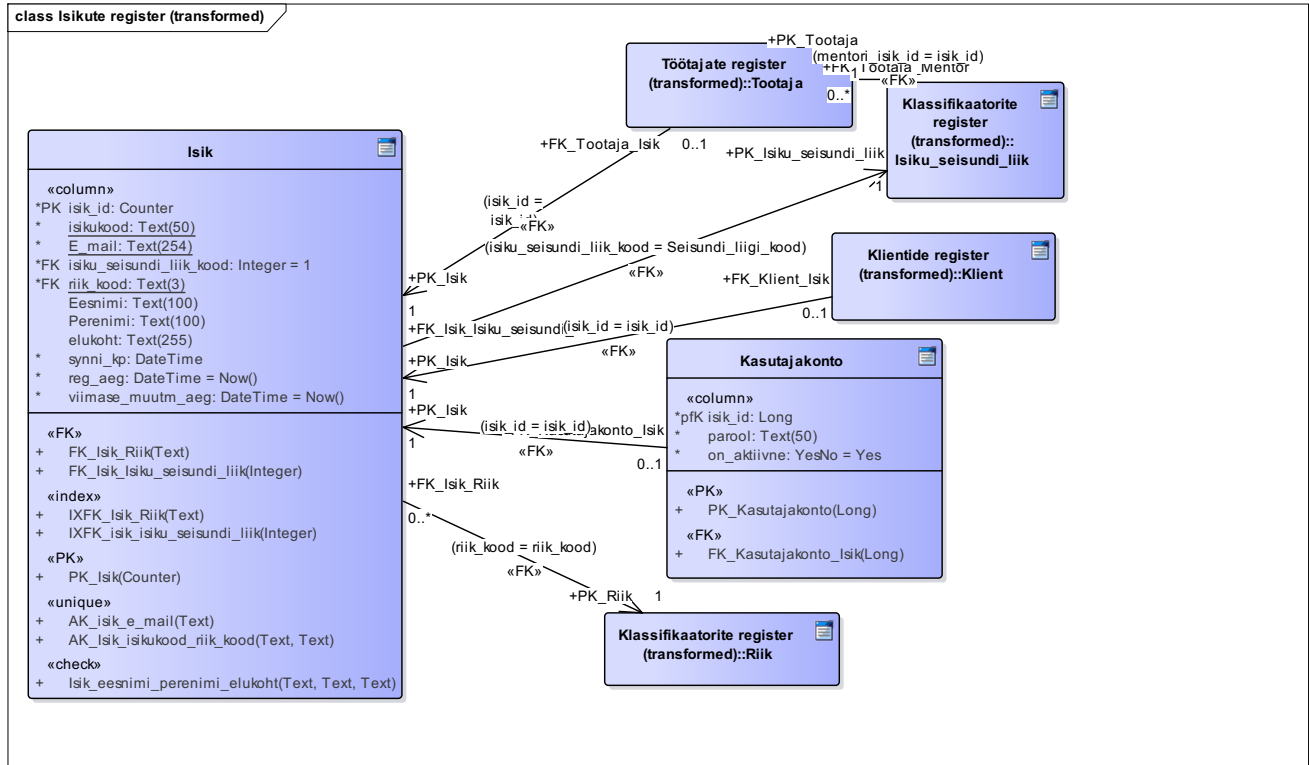 class Isikute register (transformed)
Isik
«column»
*PK isik_id: Counter
* isikukood: Text(50)
* E_mail: Text(254)
*FK isiku_seisundi_liik_kood: Integer = 1
*FK riik_kood: Text(3)
Eesnimi: Text(100)
Perenimi: Text(100)
elukoht: Text(255)
* synni_kp: DateTime
* reg_aeg: DateTime = Now()
* viimase_muutm_aeg: DateTime = Now()
«FK»
+ FK_Isik_Riik(Text)
+ FK_Isik_Isiku_seisundi_liik(Integer)
«index»
+ IXFK_Isik_Riik(Text)
+ IXFK_isik_isiku_seisundi_liik(Integer)
«PK»
+ PK_Isik(Counter)
«unique»
+ AK_isik_e_mail(Text)
+ AK_Isik_isikukood_riik_kood(Text, Text)
«check»
+ Isik_eesnimi_perenimi_elukoht(Text, Text, Text)
Töötajate register
(transformed)::Tootaja
+PK_Tootaja
(mentori_isik_id = isik_id)
+FK_Tootaja_Mentor
1
«FK»
0..*
Klassifikaatorite
register
(transformed)::
Isiku_seisundi_liik
+FK_Tootaja_Isik
0..1
(isik_id =
isik_id)
«FK»
+PK_Isik
1
+PK_Isiku_seisundi_liik
1
(isiku_seisundi_liik_kood = Seisundi_liigi_kood)
«FK»
+FK_Isik_Isiku_seisundi
Klientide register
(transformed)::Klient
+FK_Klient_Isik
0..1
(isik_id = isik_id)
«FK»
+PK_Isik
1
Kasutajakonto
«column»
*pfK isik_id: Long
* parool: Text(50)
* on_aktiivne: YesNo = Yes
«PK»
+ PK_Kasutajakonto(Long)
«FK»
+ FK_Kasutajakonto_Isik(Long)
+PK_Isik
1
(isik_id = isik_id)
jakonto_Isik
«FK»
0..1
+FK_Isik_Riik
0..*
(riik_kood = riik_kood)
«FK»
+PK_Riik
1
Klassifikaatorite register
(transformed)::Riik